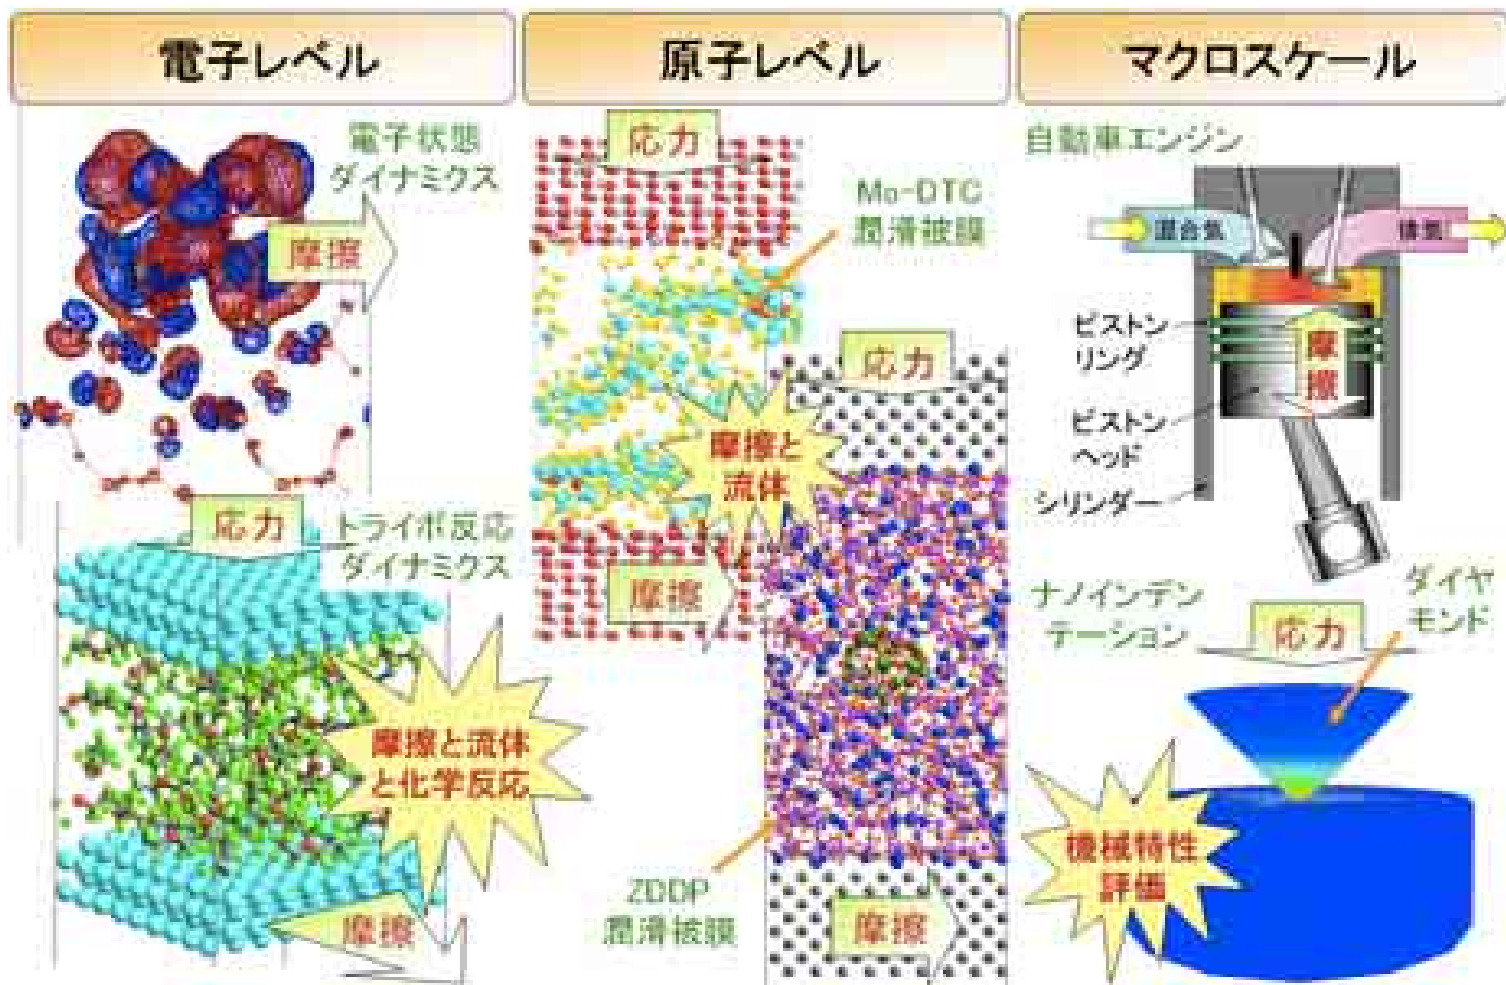 電子レベル
電子状態
ダイナミクス
摩擦
応力
トライボ反応
ダイナミクス
摩擦と流体
と化学反応
摩擦
原子レベル
応力
Mo-DTC
潤滑被膜
応力
摩擦と
流体
摩擦
ZDDP
潤滑被膜
摩擦
マクロスケール
自動車エンジン
混合気
排気
ピストン
リング
摩
擦
ピストン
ヘッド
シリンダー
ナノインデン
テーション
応力
ダイヤ
モンド
機械特性
評価